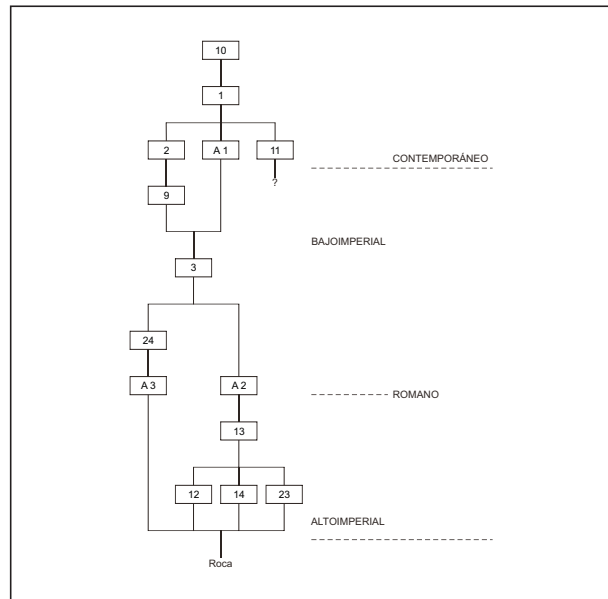 10
1
2 A 1 11
CONTEMPORÁNEO
?
9
BAJOIMPERIAL
3
24
A 3 A 2
ROMANO
13
12 14 23
ALTOIMPERIAL
Roca